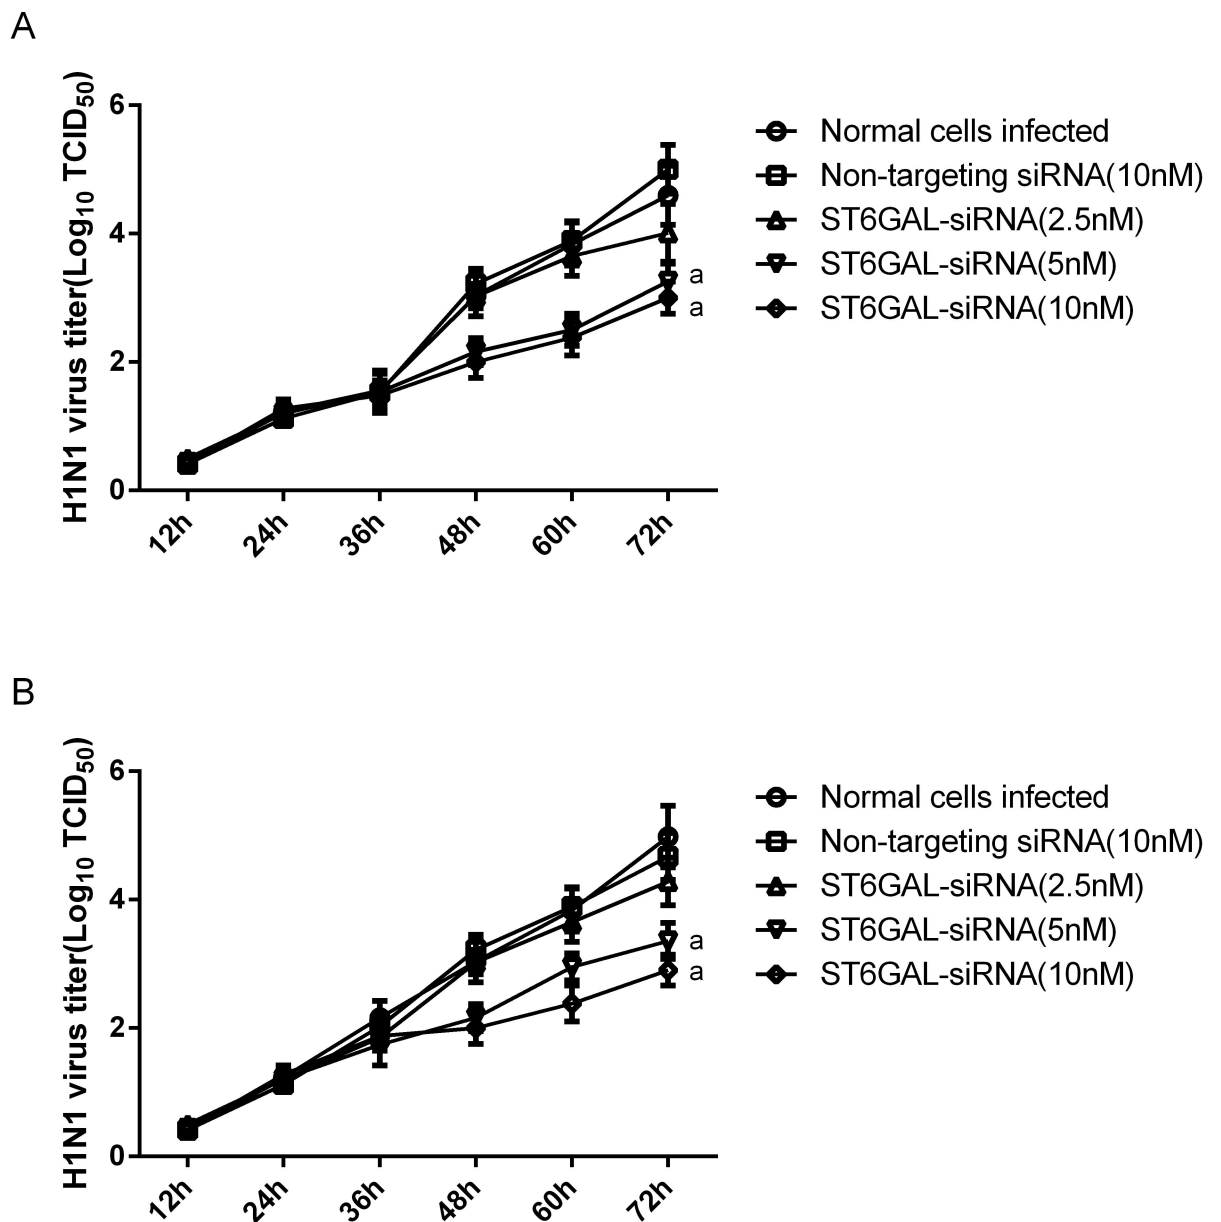 A
H1N1 virus titer(Log10 TCID50)
6
4
2
0
12h
24h
36h
48h
60h
72h
a
a
Normal cells infected
Non-targeting siRNA(10nM)
ST6GAL-siRNA(2.5nM)
ST6GAL-siRNA(5nM)
ST6GAL-siRNA(10nM)
B
H1N1 virus titer(Log10 TCID50)
6
4
2
0
12h
24h
36h
48h
60h
72h
a
a
Normal cells infected
Non-targeting siRNA(10nM)
ST6GAL-siRNA(2.5nM)
ST6GAL-siRNA(5nM)
ST6GAL-siRNA(10nM)